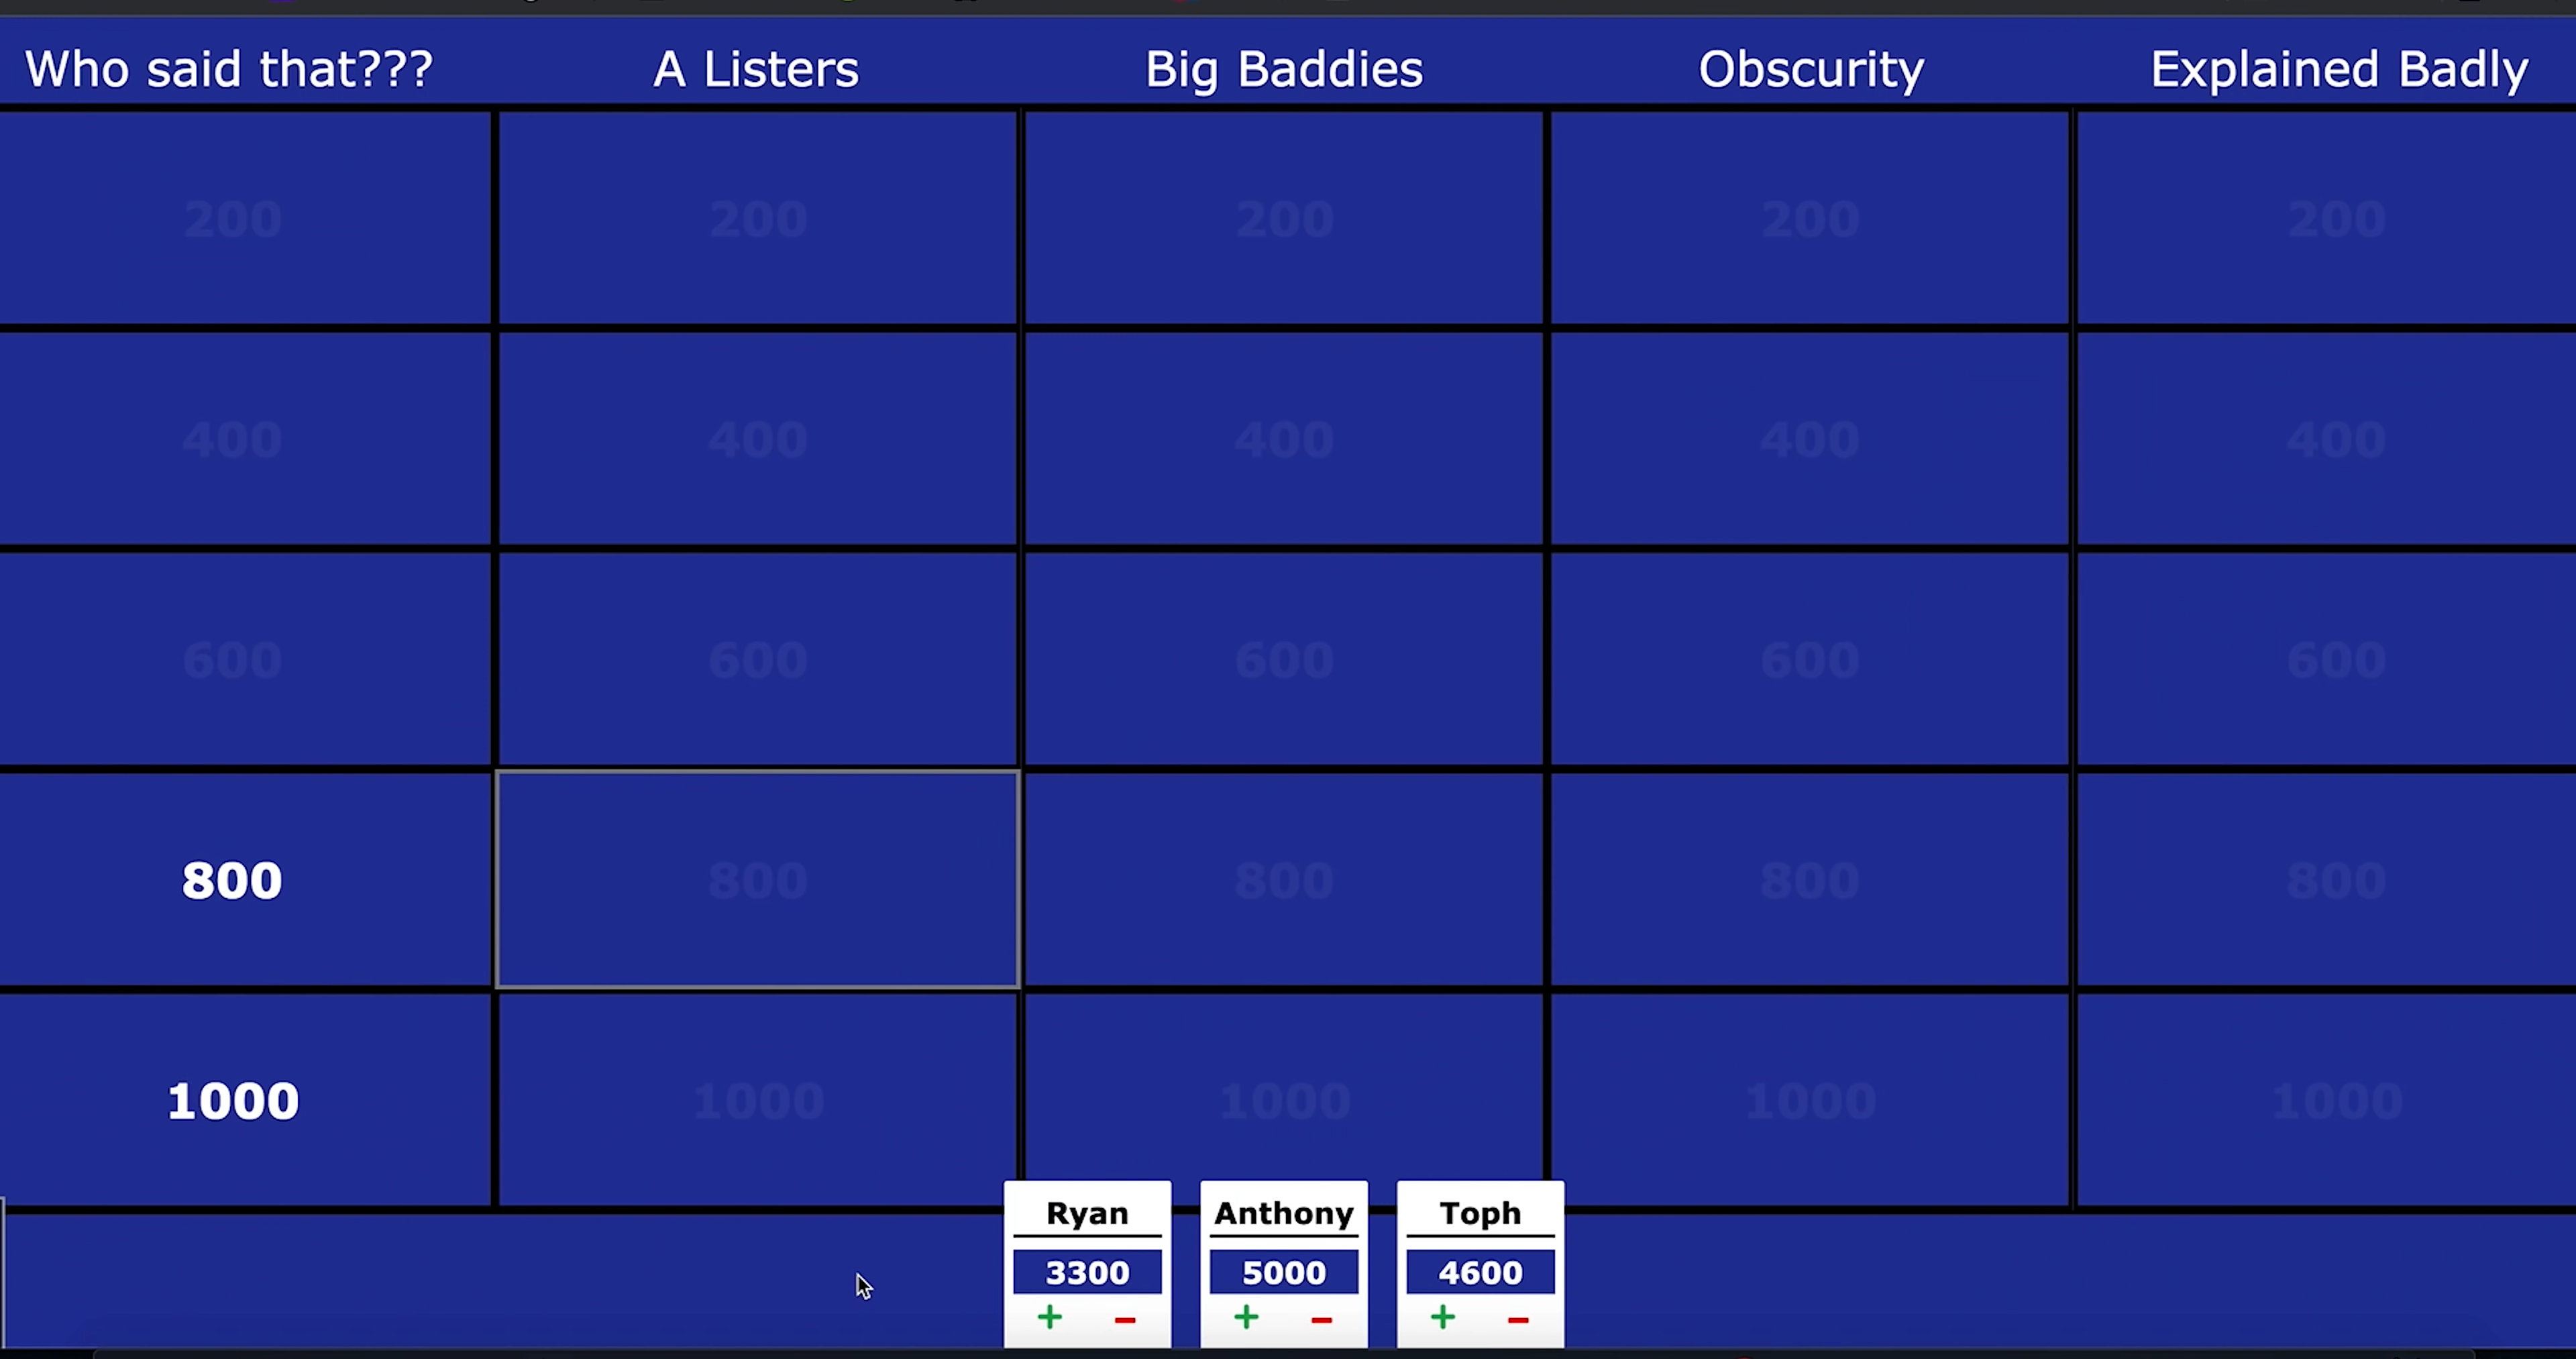 Who said that??? A Listers Big Baddies Obscurity Explained Badly
200 200 200 200 200
400 400 400 400 400
600 600 600 600 600
800 800 800 800 800
1000 1000 1000 1000 1000
Ryan Anthony Toph
3300 5000 4600
+ − + − + −